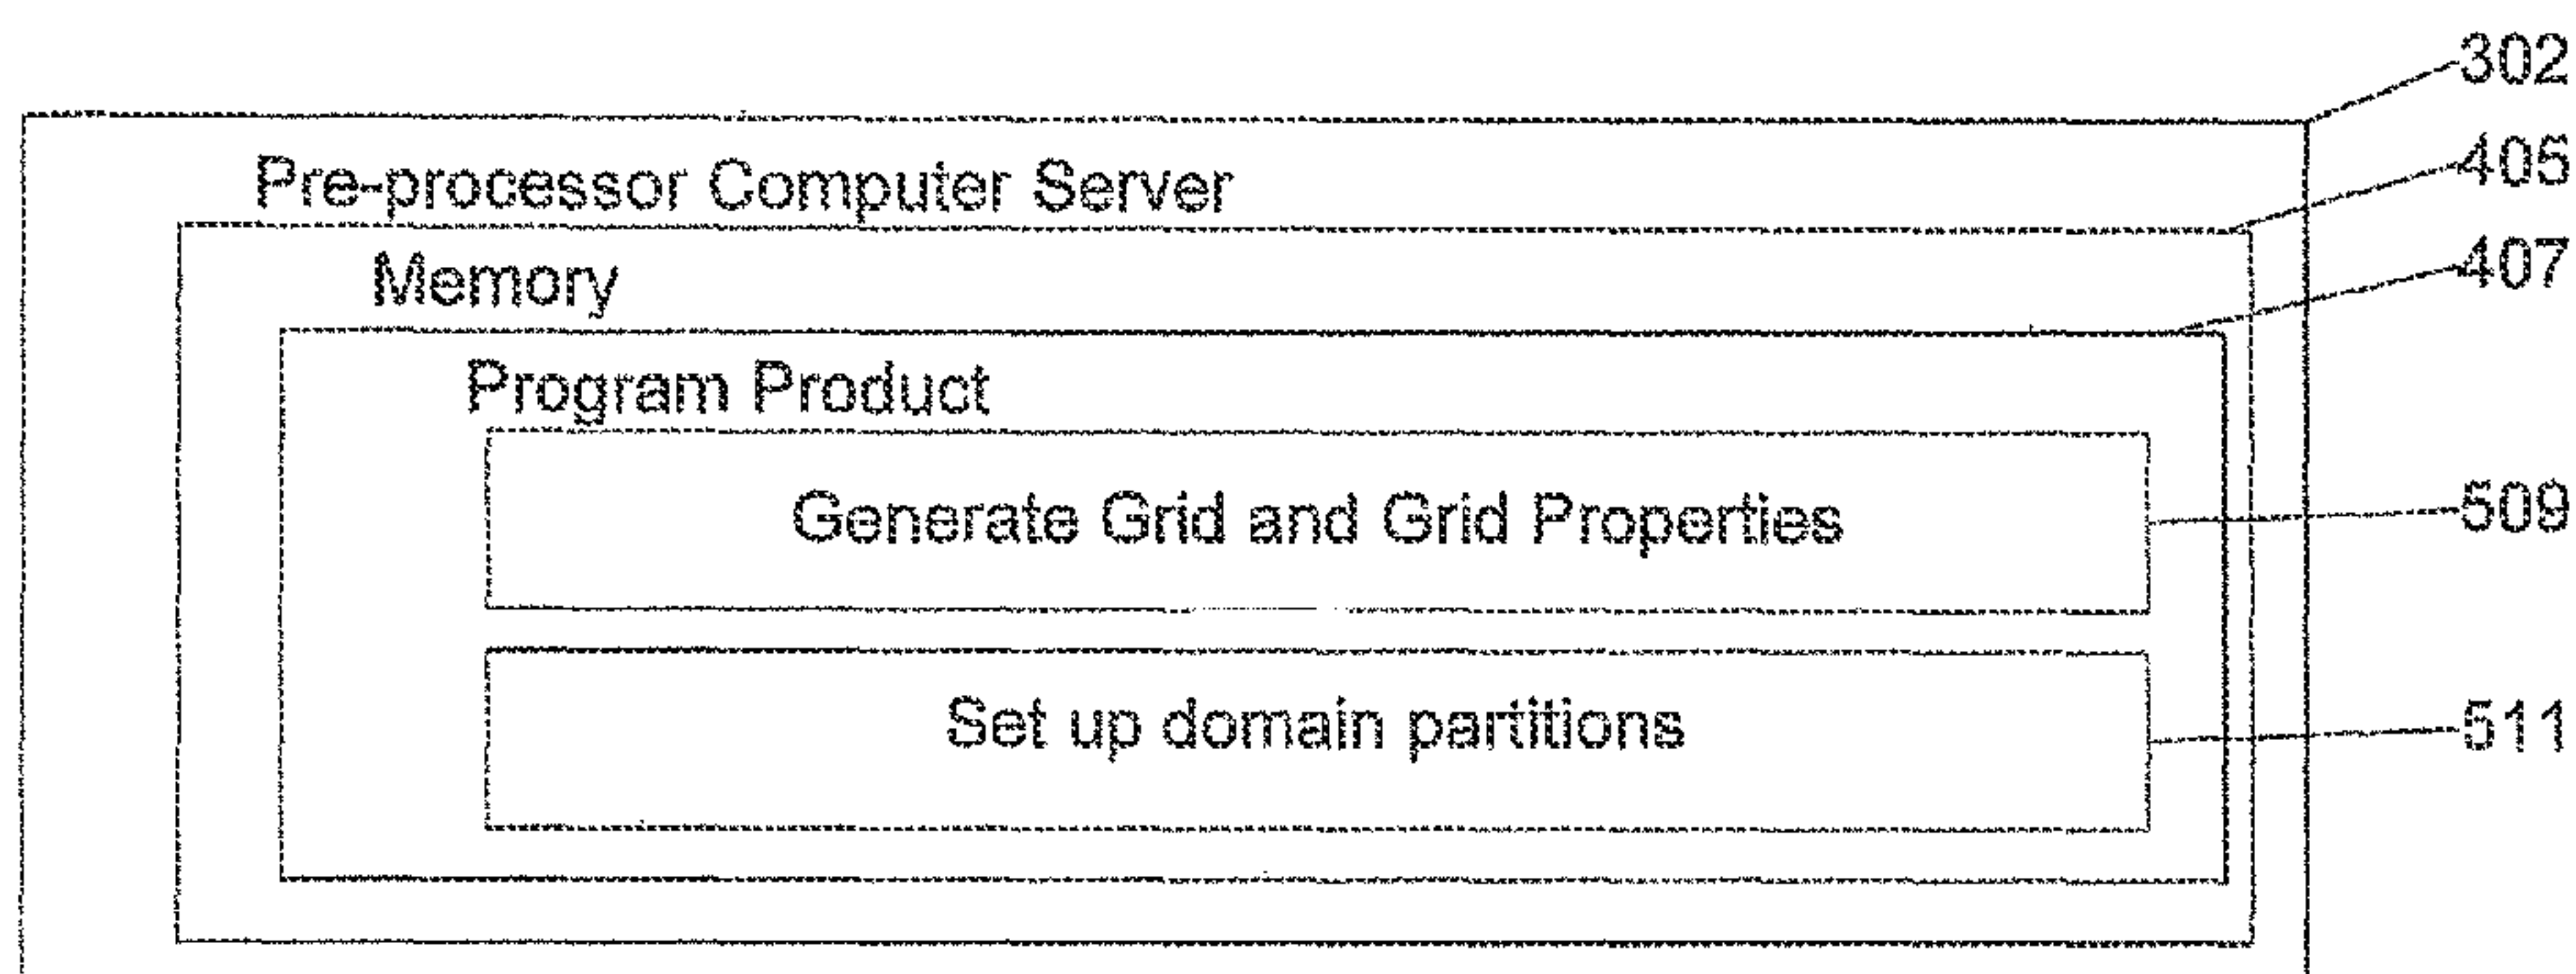 302
Pre-processor Computer Server
405
Memory
407
Program Product
Generate Grid and Grid Properties
509
Set up domain partitions
511